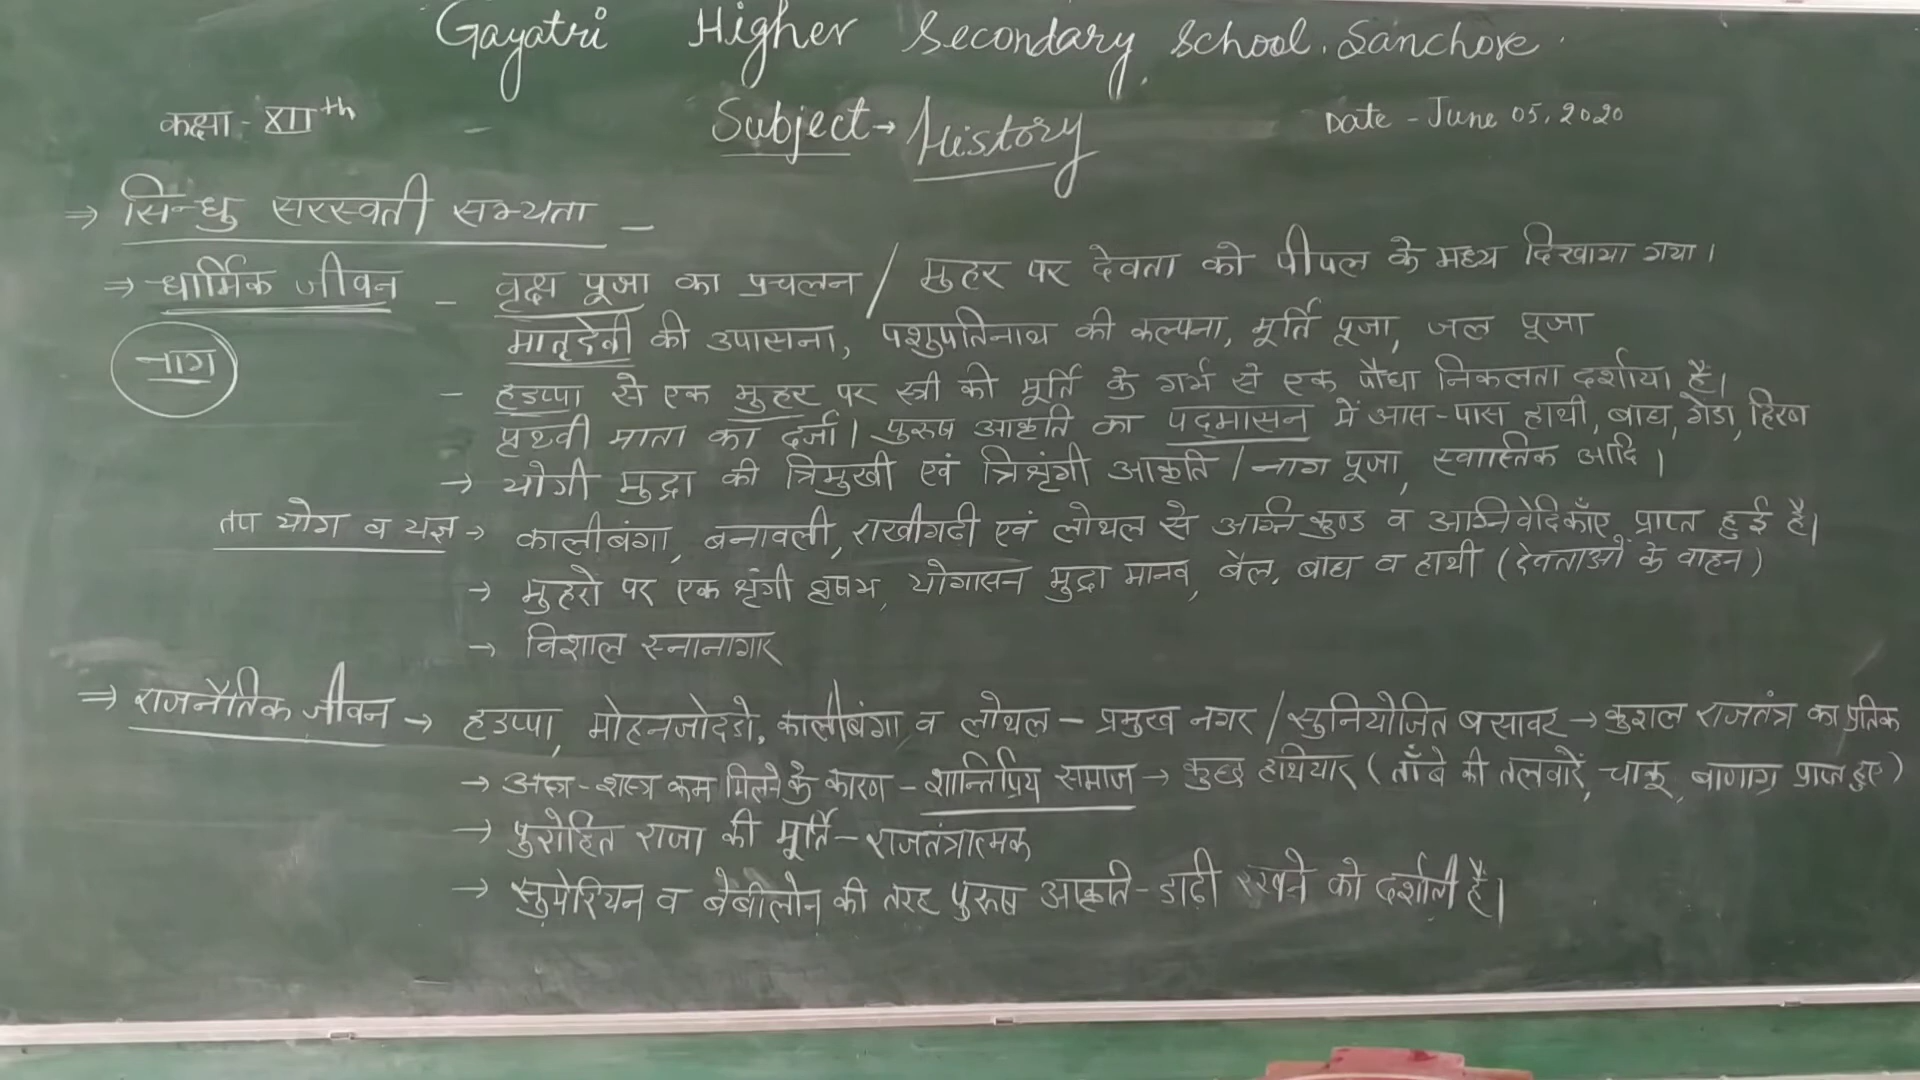 Gayatri Higher Secondary School. Sanchore
कक्षा - XIIth Subject → History Date - June 05, 2020
⇒ सिन्धु सरस्वती सभ्यता -
⇒ धार्मिक जीवन - वृक्ष पूजा का प्रचलन / मुहर पर देवता को पीपल के मध्य दिखाया गया।
नाग मातृदेवी की उपासना, पशुपतिनाथ की कल्पना, मूर्ति पूजा, जल पूजा
- हडप्पा से एक मुहर पर स्त्री की मूर्ति के गर्भ से एक पौधा निकलता दर्शाया है।
पृथ्वी माता का दर्जा। पुरुष आकृति का पद्मासन में आस-पास हाथी, बाघ, गेंडा, हिरण
→ योगी मुद्रा की त्रिमुखी एवं त्रिश्रृंगी आकृति / नाग पूजा, स्वास्तिक आदि।
तप योग व यज्ञ → कालीबंगा, बनावली, राखीगढी एवं लोथल से अग्नि कुण्ड व अग्निवेदिकाएँ प्राप्त हुई है।
→ मुहरो पर एक श्रृंगी वृषभ, योगासन मुद्रा मानव, बैल, बाघ व हाथी (देवताओं के वाहन)
→ विशाल स्नानागार
⇒ राजनैतिक जीवन → हडप्पा, मोहनजोदडो, कालीबंगा व लोथल - प्रमुख नगर / सुनियोजित बसावट → कुशल राजतंत्र का प्रतिक
→ अस्त्र-शस्त्र कम मिलने के कारण - शान्तिप्रिय समाज → कुछ हथियार (ताँबे की तलवारें, चाकू, बाणाग्र प्राप्त हुए)
→ पुरोहित राजा की मूर्ति - राजतंत्रात्मक
→ सुमेरियन व बेबीलोन की तरह पुरुष आकृति - डाढी रखने को दर्शाती है।